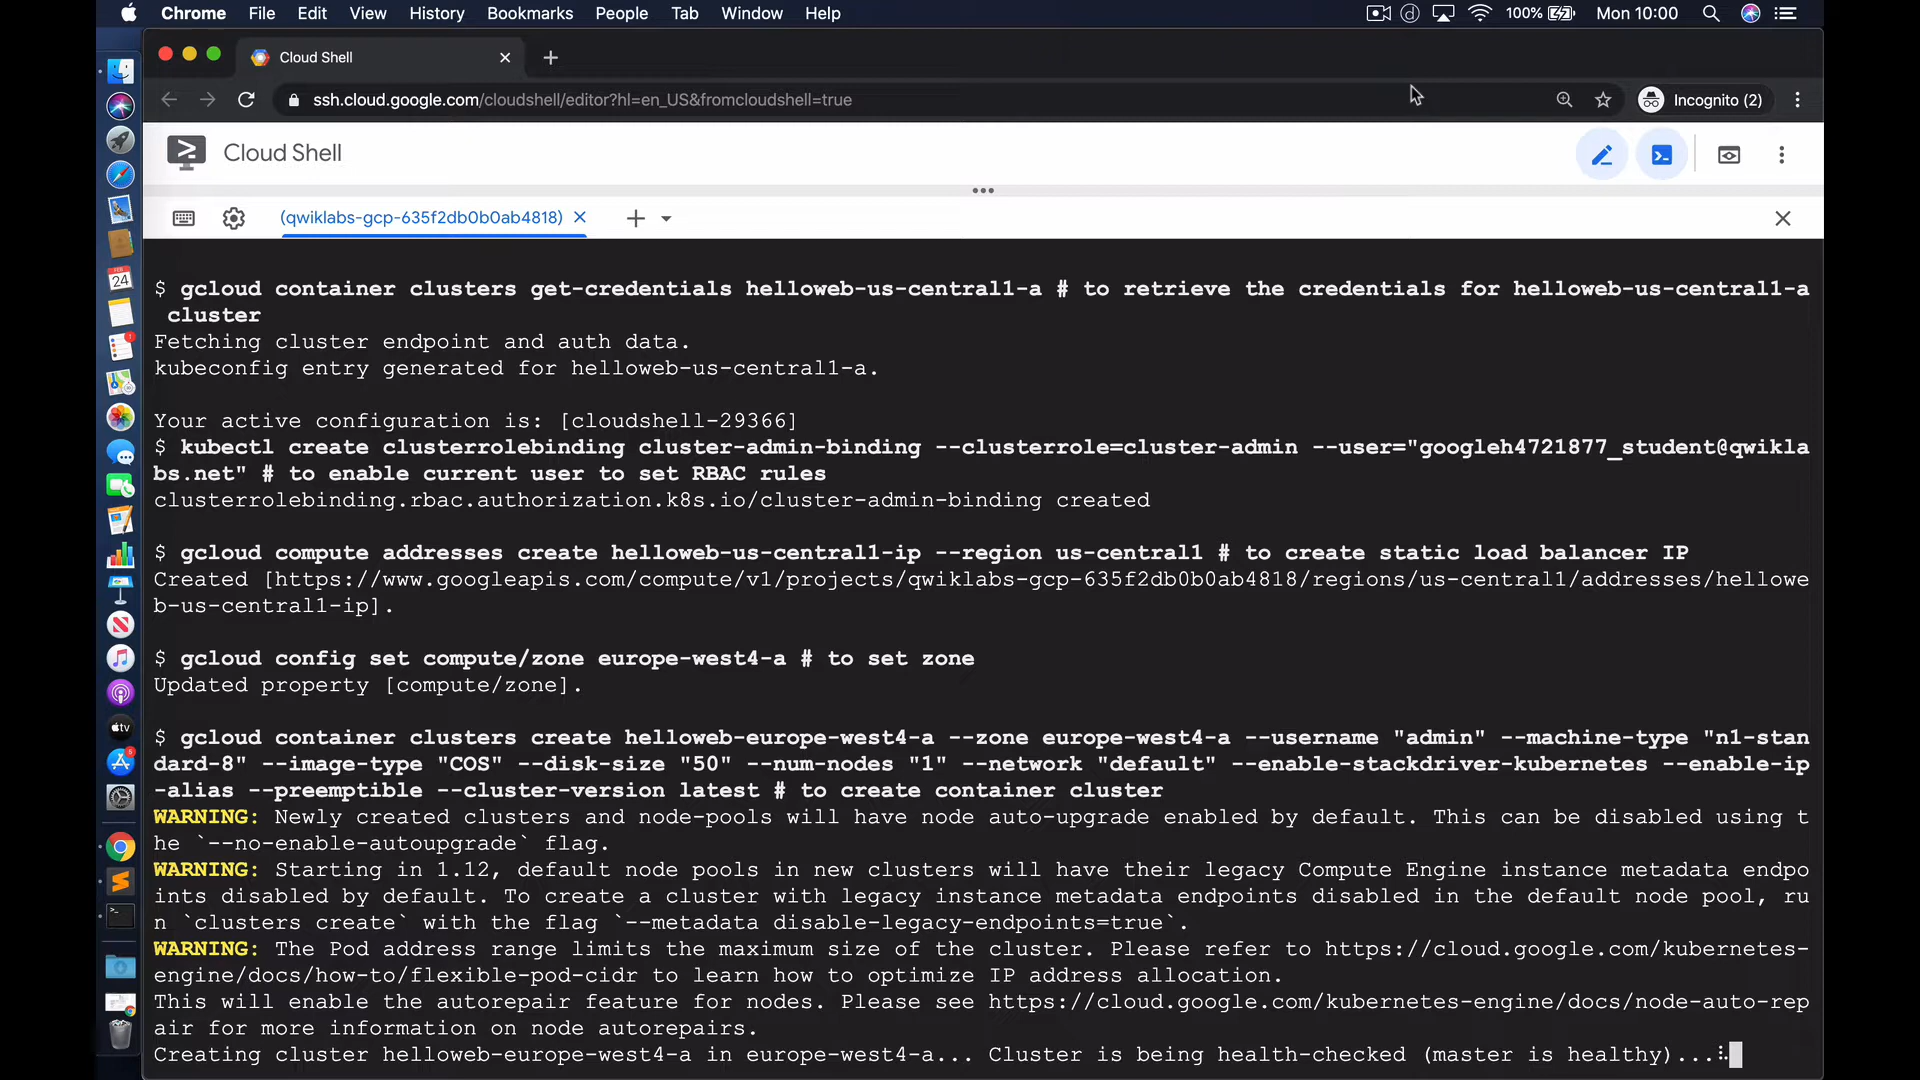 Chrome File Edit View History Bookmarks People Tab Window Help 100% Mon 10:00
Cloud Shell
ssh.cloud.google.com/cloudshell/editor?hl=en_US&fromcloudshell=true Incognito (2)
Cloud Shell
(qwiklabs-gcp-635f2db0b0ab4818)
$ gcloud container clusters get-credentials helloweb-us-central1-a # to retrieve the credentials for helloweb-us-central1-a
cluster
Fetching cluster endpoint and auth data.
kubeconfig entry generated for helloweb-us-central1-a.
Your active configuration is: [cloudshell-29366]
$ kubectl create clusterrolebinding cluster-admin-binding --clusterrole=cluster-admin --user="googleh4721877_student@qwikla
bs.net" # to enable current user to set RBAC rules
clusterrolebinding.rbac.authorization.k8s.io/cluster-admin-binding created
$ gcloud compute addresses create helloweb-us-central1-ip --region us-central1 # to create static load balancer IP
Created [https://www.googleapis.com/compute/v1/projects/qwiklabs-gcp-635f2db0b0ab4818/regions/us-central1/addresses/hellowe
b-us-central1-ip].
$ gcloud config set compute/zone europe-west4-a # to set zone
Updated property [compute/zone].
$ gcloud container clusters create helloweb-europe-west4-a --zone europe-west4-a --username "admin" --machine-type "n1-stan
dard-8" --image-type "COS" --disk-size "50" --num-nodes "1" --network "default" --enable-stackdriver-kubernetes --enable-ip
-alias --preemptible --cluster-version latest # to create container cluster
WARNING: Newly created clusters and node-pools will have node auto-upgrade enabled by default. This can be disabled using t
he `--no-enable-autoupgrade` flag.
WARNING: Starting in 1.12, default node pools in new clusters will have their legacy Compute Engine instance metadata endpo
ints disabled by default. To create a cluster with legacy instance metadata endpoints disabled in the default node pool, ru
n `clusters create` with the flag `--metadata disable-legacy-endpoints=true`.
WARNING: The Pod address range limits the maximum size of the cluster. Please refer to https://cloud.google.com/kubernetes-
engine/docs/how-to/flexible-pod-cidr to learn how to optimize IP address allocation.
This will enable the autorepair feature for nodes. Please see https://cloud.google.com/kubernetes-engine/docs/node-auto-rep
air for more information on node autorepairs.
Creating cluster helloweb-europe-west4-a in europe-west4-a... Cluster is being health-checked (master is healthy)...
FEB
24
1
tv
5